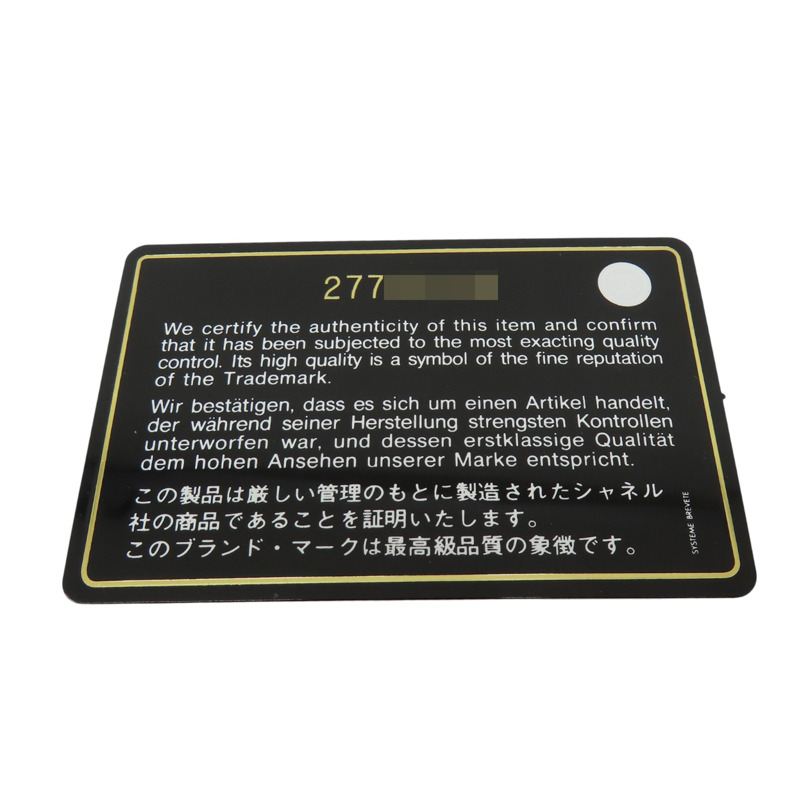 277
We certify the authenticity of this item and confirm
that it has been subjected to the most exacting quality
control. Its high quality is a symbol of the fine reputation
of the Trademark.
Wir bestätigen, dass es sich um einen Artikel handelt,
der während seiner Herstellung strengsten Kontrollen
unterworfen war, und dessen erstklassige Qualität
dem hohen Ansehen unserer Marke entspricht.
この製品は厳しい管理のもとに製造されたシャネル
社の商品であることを証明いたします。
このブランド・マークは最高級品質の象徴です。
SYSTEME BREVETE